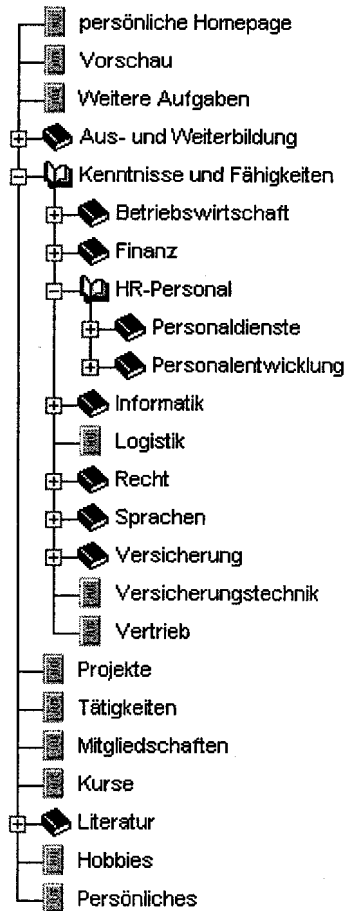 persönliche Homepage
Vorschau
Weitere Aufgaben
Aus- und Weiterbildung
Kenntnisse und Fähigkeiten
Betriebswirtschaft
Finanz
HR-Personal
Personaldienste
Personalentwicklung
Informatik
Logistik
Recht
Sprachen
Versicherung
Versicherungstechnik
Vertrieb
Projekte
Tätigkeiten
Mitgliedschaften
Kurse
Literatur
Hobbies
Persönliches